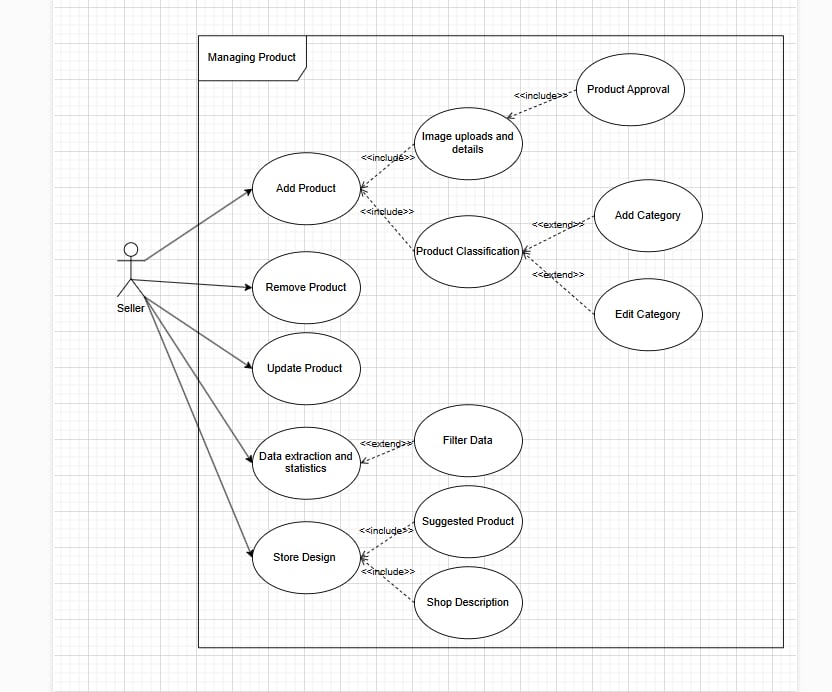 Managing Product
Product Approval
<<include>>
Image uploads and
details
<<include>>
Add Product
<<include>>
Add Category
<<extend>>
Product Classification
<<extend>>
Remove Product
Seller
Edit Category
Update Product
Filter Data
<<extend>>
Data extraction and
statistics
Suggested Product
<<include>>
Store Design
<<include>>
Shop Description